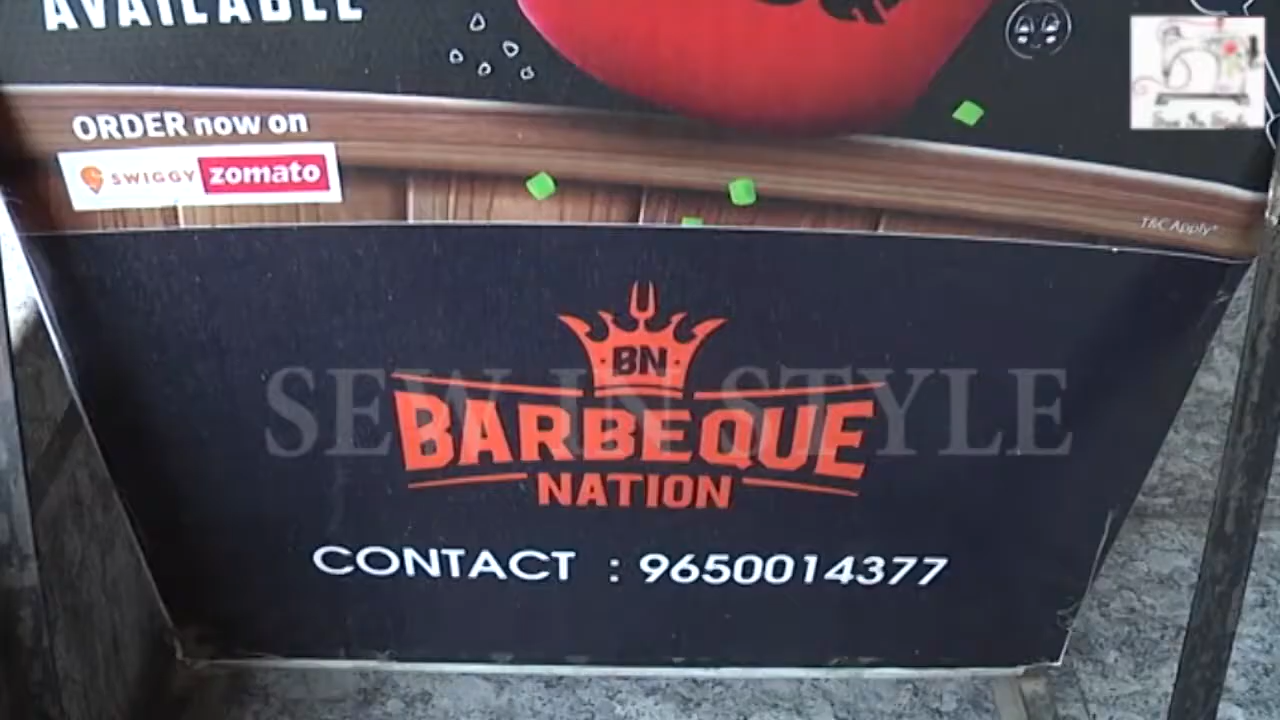 AVAILABLE
ORDER now on
SWIGGY zomato
T&C Apply*
BN
SEW IN STYLE
BARBEQUE
NATION
CONTACT : 9650014377